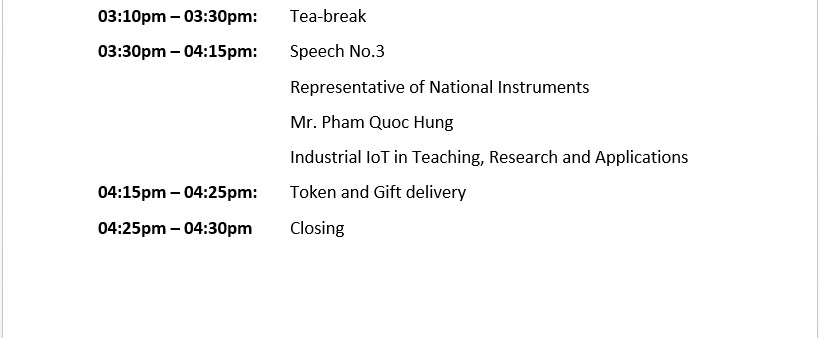 03:10pm – 03:30pm: Tea-break
03:30pm – 04:15pm: Speech No.3
Representative of National Instruments
Mr. Pham Quoc Hung
Industrial IoT in Teaching, Research and Applications
04:15pm – 04:25pm: Token and Gift delivery
04:25pm – 04:30pm Closing